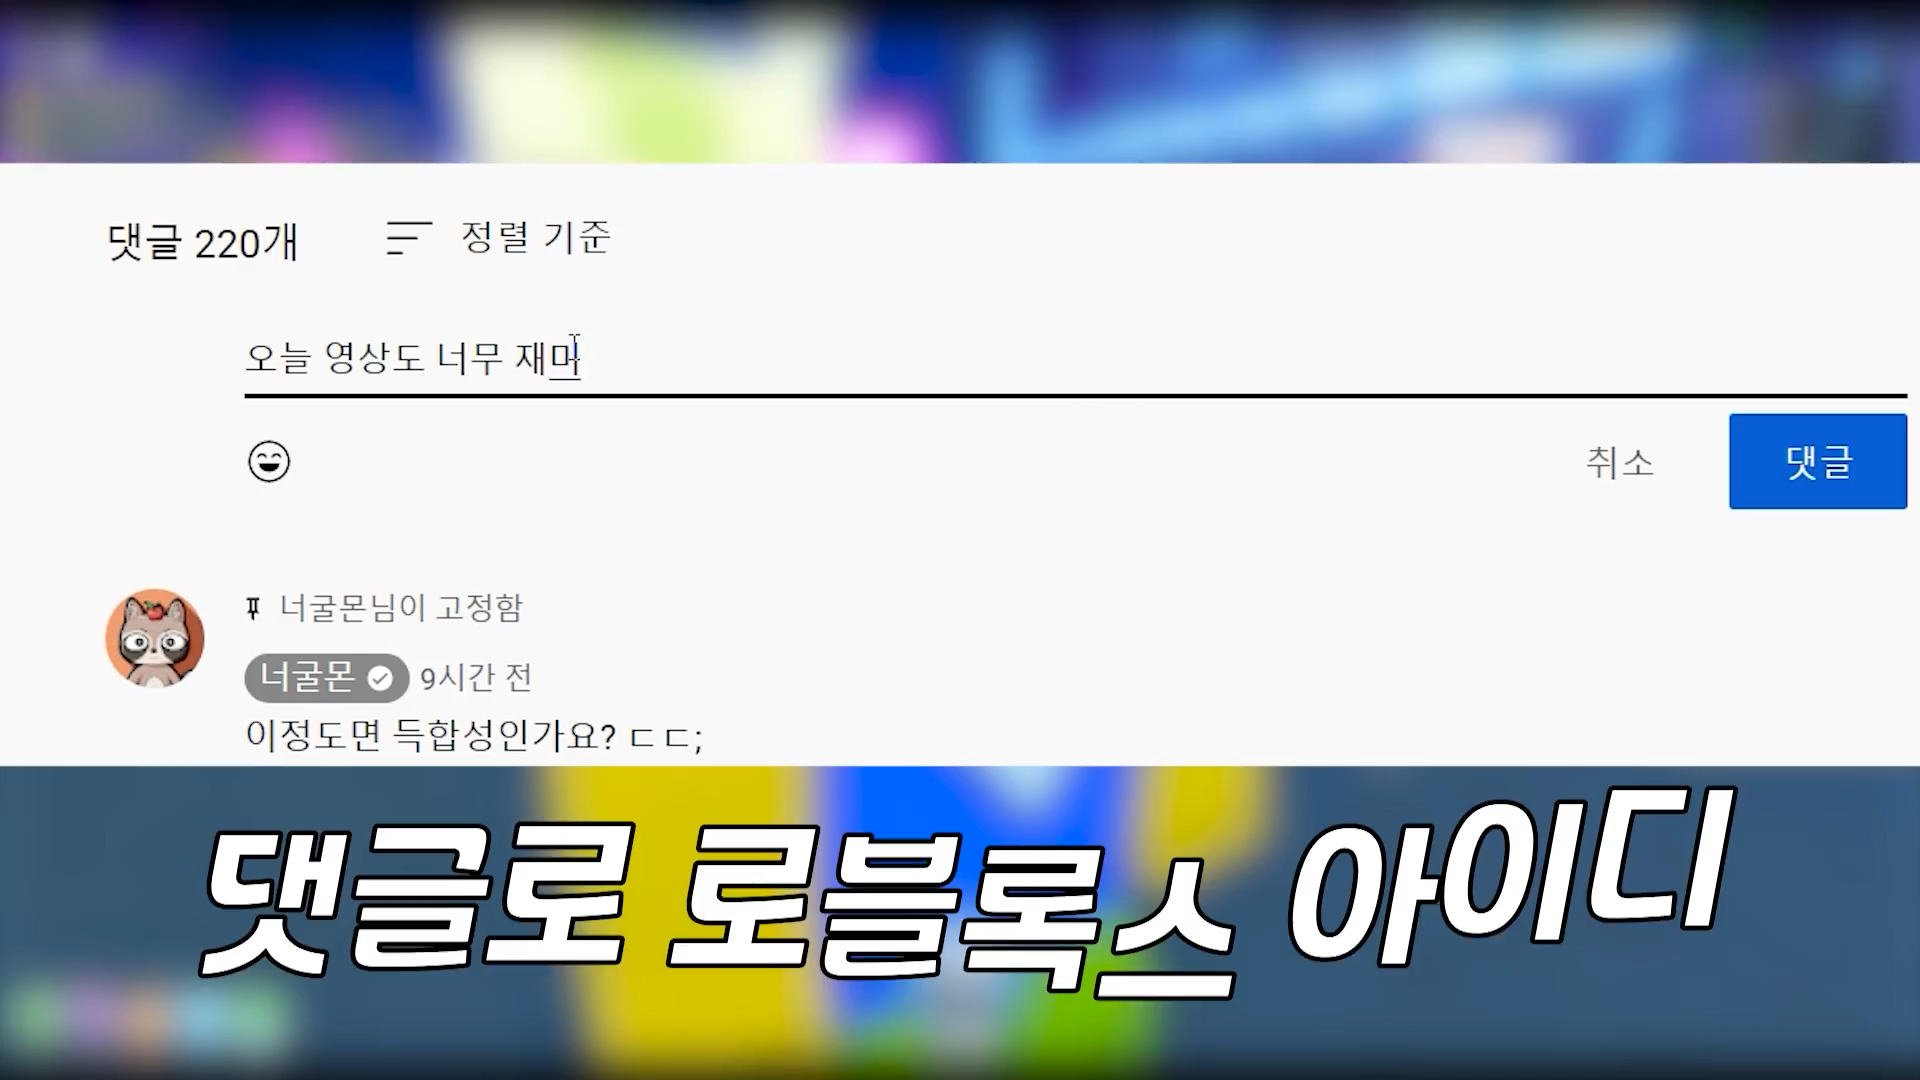 댓글 220개
정렬 기준
오늘 영상도 너무 재미
취소
댓글
너굴몬님이 고정함
너굴몬 9시간 전
이정도면 득합성인가요? ㄷㄷ;
댓글로 로블록스 아이디